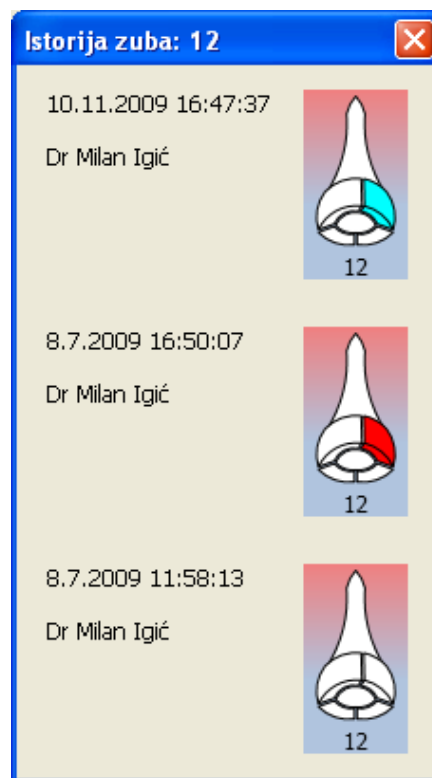 Istorija zuba: 12
10.11.2009 16:47:37
Dr Milan Igić
12
8.7.2009 16:50:07
Dr Milan Igić
12
8.7.2009 11:58:13
Dr Milan Igić
12